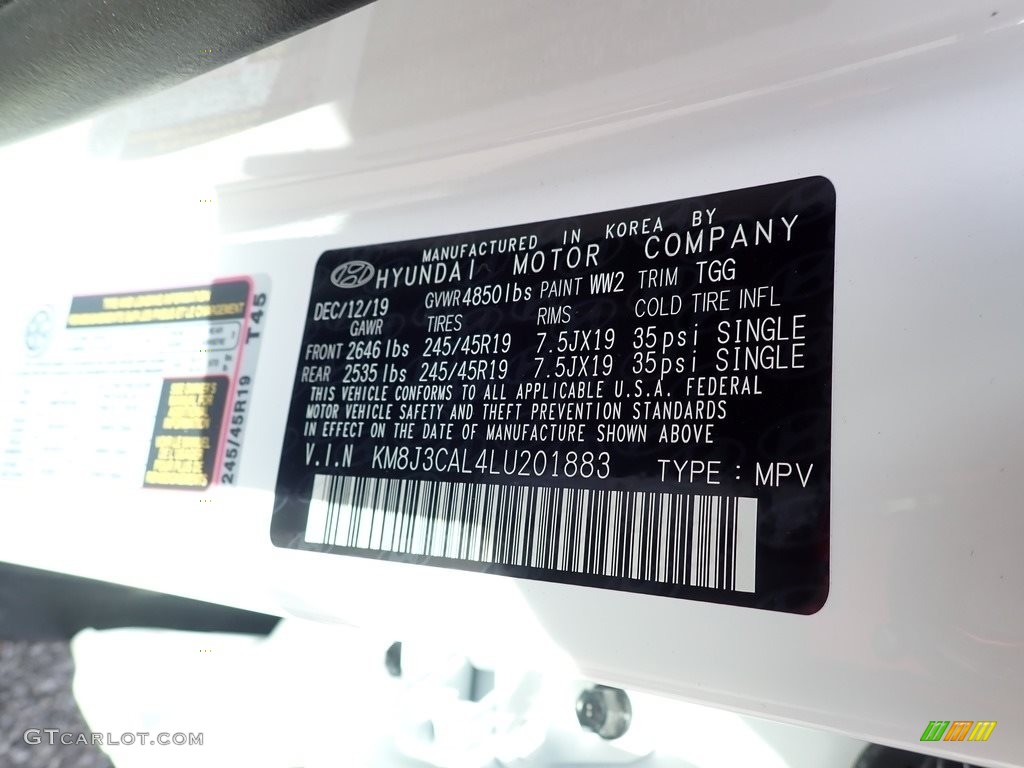 MANUFACTURED IN KOREA BY
HYUNDAI MOTOR COMPANY
DEC/12/19 GVWR 4850lbs PAINT WW2 TRIM TGG
GAWR TIRES RIMS COLD TIRE INFL
FRONT 2646 lbs 245/45R19 7.5JX19 35psi SINGLE
REAR 2535 lbs 245/45R19 7.5JX19 35psi SINGLE
THIS VEHICLE CONFORMS TO ALL APPLICABLE U.S.A. FEDERAL
MOTOR VEHICLE SAFETY AND THEFT PREVENTION STANDARDS
IN EFFECT ON THE DATE OF MANUFACTURE SHOWN ABOVE
V.I.N KM8J3CAL4LU201883 TYPE : MPV
245/45R19 T45
GTCARLOT.COM